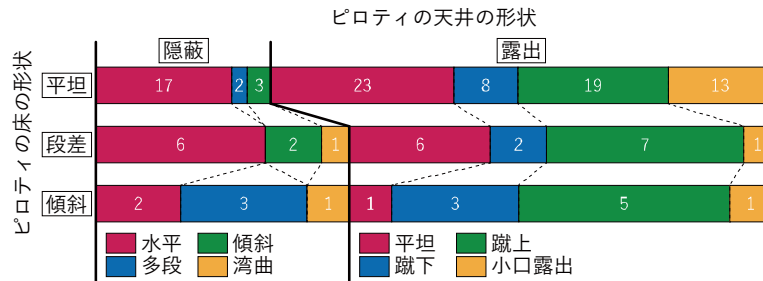 ピロティの天井の形状
隠蔽
露出
ピロティの床の形状
平坦
17
2
3
23
8
19
13
段差
6
2
1
6
2
7
1
傾斜
2
3
1
1
3
5
1
水平
傾斜
多段
湾曲
平坦
蹴上
蹴下
小口露出